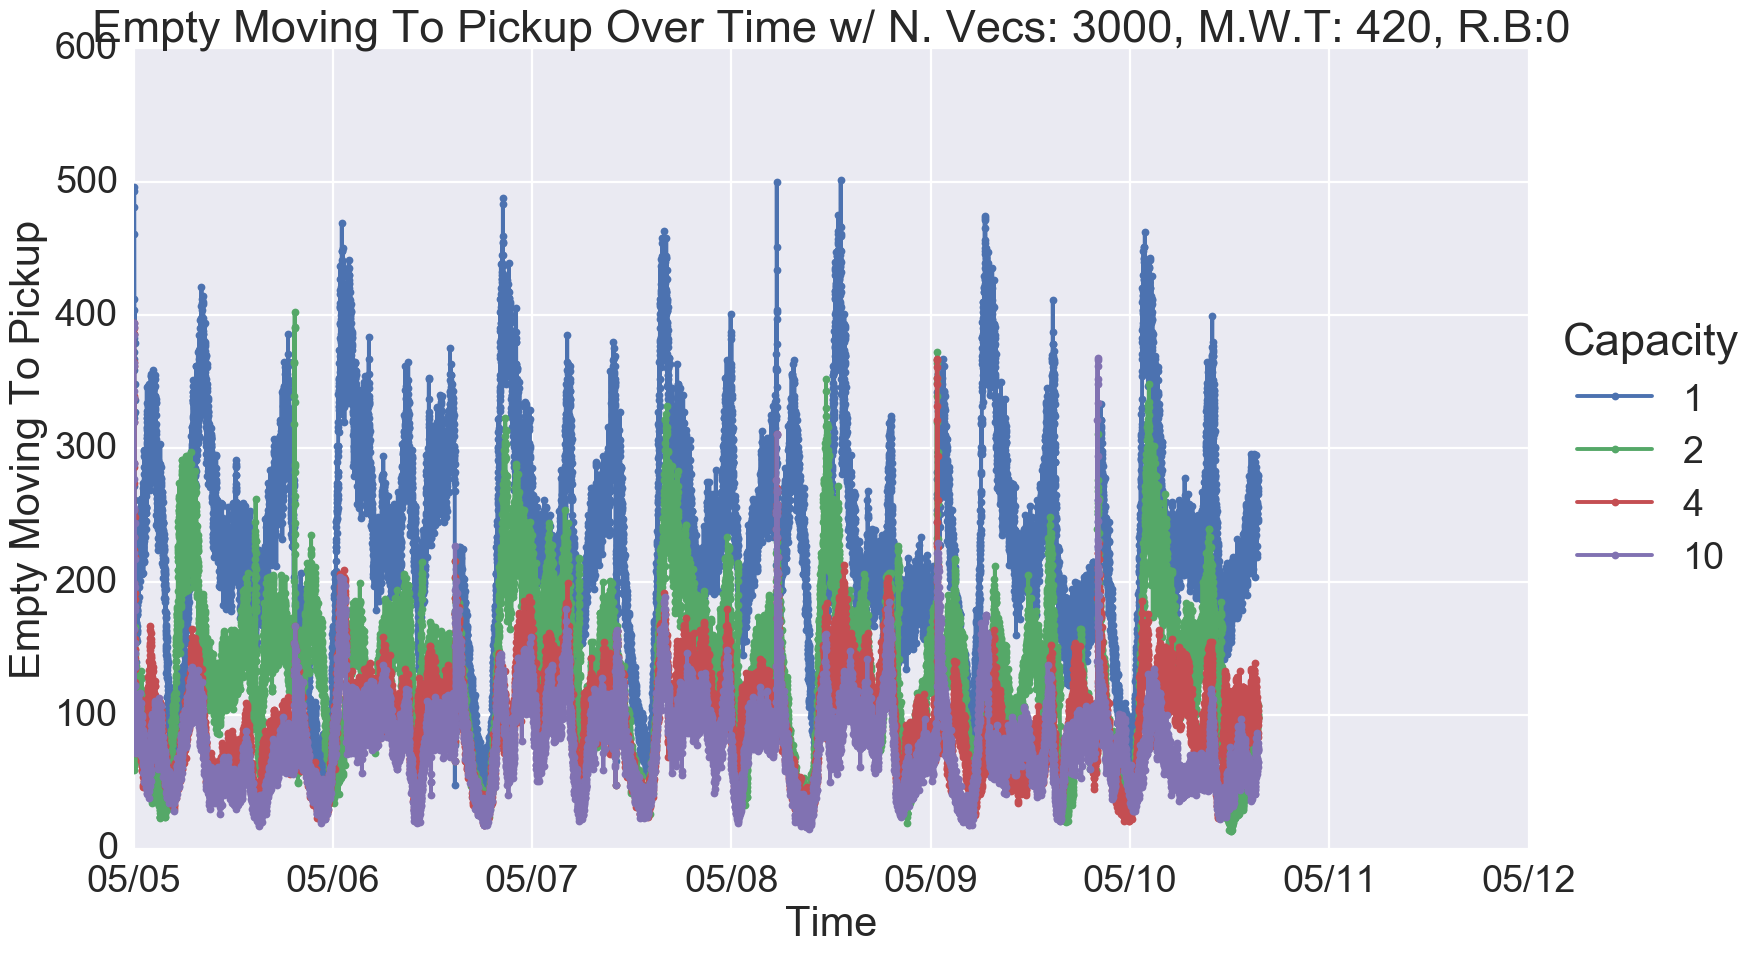 Empty Moving To Pickup Over Time w/ N. Vecs: 3000, M.W.T: 420, R.B:0
600
500
400
300
200
100
0
Empty Moving To Pickup
05/05 05/06 05/07 05/08 05/09 05/10 05/11 05/12
Time
Capacity
1
2
4
10